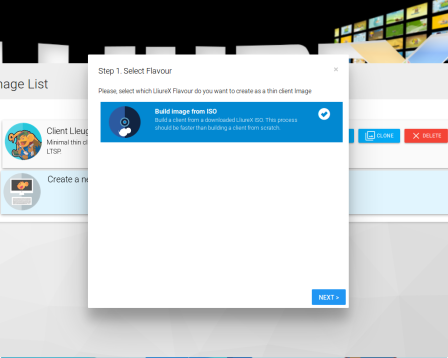 Step 1. Select Flavour
×
Please, select which LliureX Flavour do you want to create as a thin client image
Build image from ISO
Build a client from a downloaded LliureX ISO. This process
should be faster than building a client from scratch.
NEXT >
mage List
Client Lleug
Minimal thin cl
LTSP.
CLONE
DELETE
Create a ne